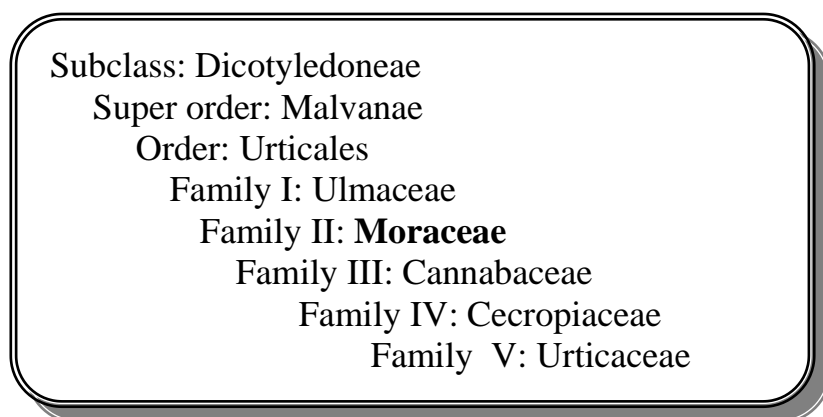 Subclass: Dicotyledoneae
Super order: Malvanae
Order: Urticales
Family I: Ulmaceae
Family II: Moraceae
Family III: Cannabaceae
Family IV: Cecropiaceae
Family V: Urticaceae